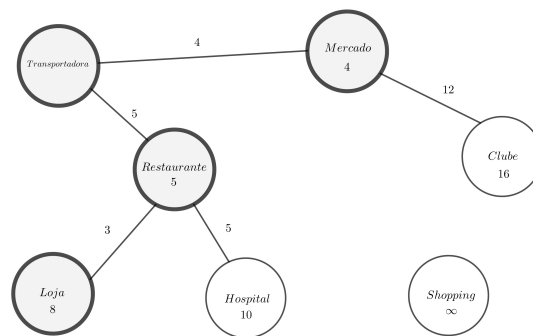 4
Mercado
4
Transportadora
12
5
Clube
16
Restaurante
5
3
5
Loja
8
Hospital
10
Shopping
∞